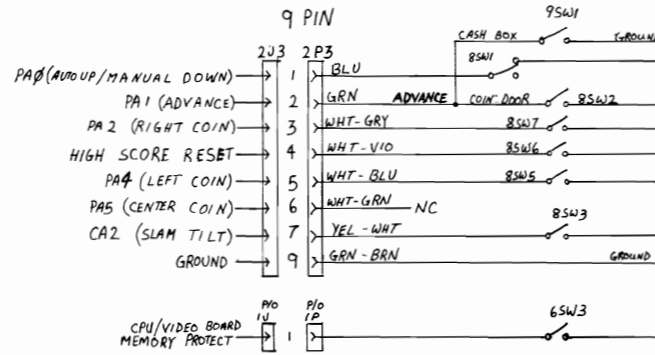 9 PIN
CASH BOX 9SW1 GROUND
2J3 2P3 8SW1
PA0 (AUTO UP/MANUAL DOWN) 1 BLU
PA1 (ADVANCE) 2 GRN ADVANCE COIN DOOR 8SW2
PA2 (RIGHT COIN) 3 WHT-GRY 8SW7
HIGH SCORE RESET 4 WHT-VIO 8SW6
PA4 (LEFT COIN) 5 WHT-BLU 8SW5
PA5 (CENTER COIN) 6 WHT-GRN NC
CA2 (SLAM TILT) 7 YEL-WHT 8SW3
GROUND 9 GRN-BRN GROUND
P/O 1J P/O 1P 6SW3
CPU/VIDEO BOARD
MEMORY PROTECT 1